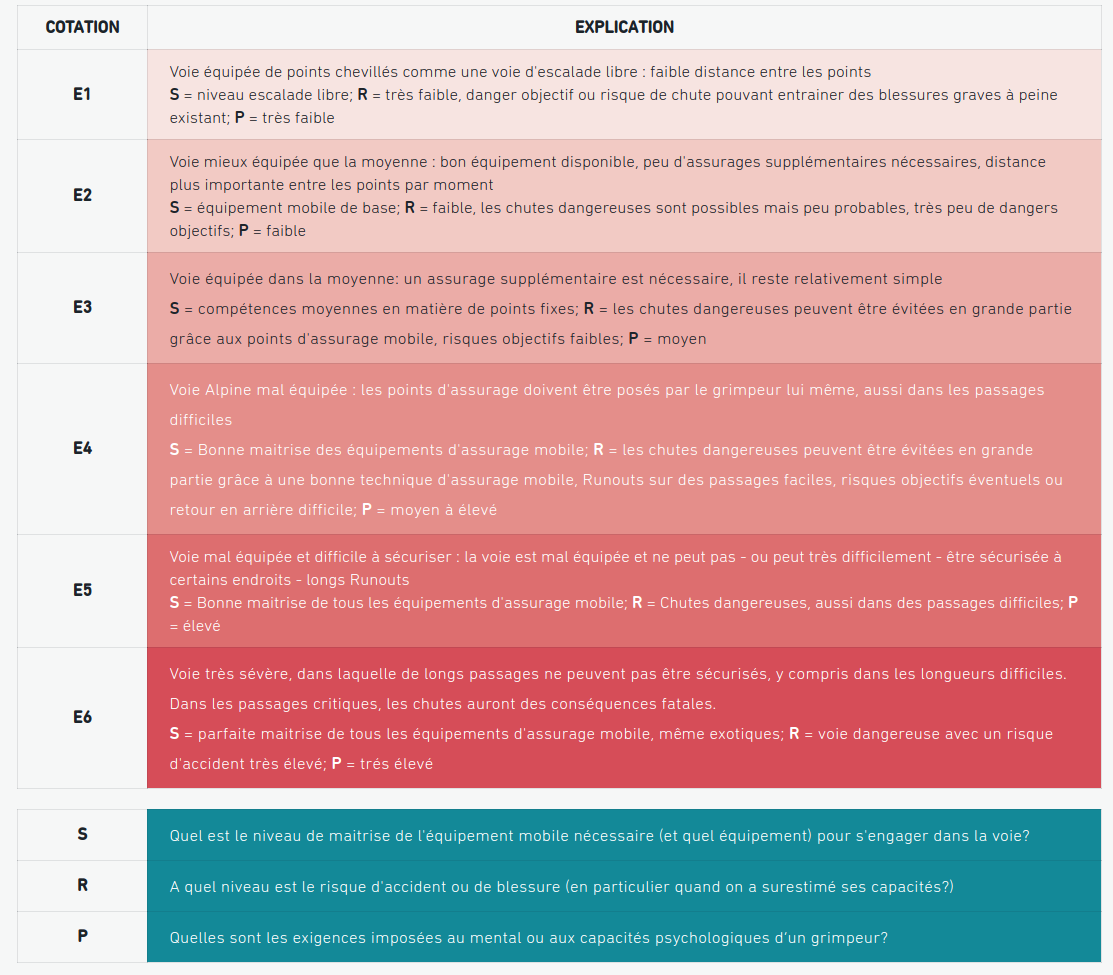 COTATION
EXPLICATION
E1
Voie équipée de points chevillés comme une voie d'escalade libre : faible distance entre les points
S = niveau escalade libre; R = très faible, danger objectif ou risque de chute pouvant entrainer des blessures graves à peine
existant; P = très faible
E2
Voie mieux équipée que la moyenne : bon équipement disponible, peu d'assurages supplémentaires nécessaires, distance
plus importante entre les points par moment
S = équipement mobile de base; R = faible, les chutes dangereuses sont possibles mais peu probables, très peu de dangers
objectifs; P = faible
E3
Voie équipée dans la moyenne: un assurage supplémentaire est nécessaire, il reste relativement simple
S = compétences moyennes en matière de points fixes; R = les chutes dangereuses peuvent être évitées en grande partie
grâce aux points d'assurage mobile, risques objectifs faibles; P = moyen
E4
Voie Alpine mal équipée : les points d'assurage doivent être posés par le grimpeur lui même, aussi dans les passages
difficiles
S = Bonne maitrise des équipements d'assurage mobile; R = les chutes dangereuses peuvent être évitées en grande
partie grâce à une bonne technique d'assurage mobile, Runouts sur des passages faciles, risques objectifs éventuels ou
retour en arrière difficile; P = moyen à élevé
E5
Voie mal équipée et difficile à sécuriser : la voie est mal équipée et ne peut pas - ou peut très difficilement - être sécurisée à
certains endroits - longs Runouts
S = Bonne maitrise de tous les équipements d'assurage mobile; R = Chutes dangereuses, aussi dans des passages difficiles; P
= élevé
E6
Voie très sévère, dans laquelle de longs passages ne peuvent pas être sécurisés, y compris dans les longueurs difficiles.
Dans les passages critiques, les chutes auront des conséquences fatales.
S = parfaite maitrise de tous les équipements d'assurage mobile, même exotiques; R = voie dangereuse avec un risque
d'accident très élevé; P = trés élevé
S
Quel est le niveau de maitrise de l'équipement mobile nécessaire (et quel équipement) pour s'engager dans la voie?
R
A quel niveau est le risque d'accident ou de blessure (en particulier quand on a surestimé ses capacités?)
P
Quelles sont les exigences imposées au mental ou aux capacités psychologiques d'un grimpeur?